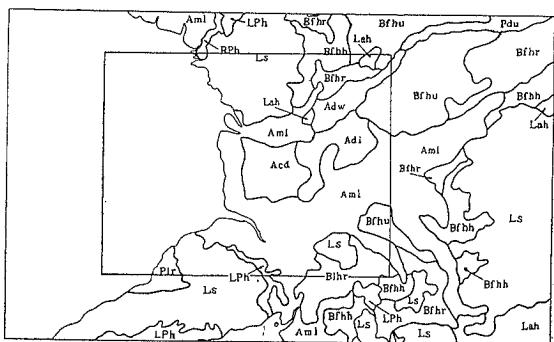 Aml LPh Bfhr Bfhu Pdu
RPh Ls Bfhh Lah Bfhr
Bfhr
Lah Adw Bfhu Bfhh
Lah
Aml Adi Aml
Acd Bfhr
Aml Ls
Bfhu Bfhh
Ls
Plr LPh Blhr Bfhh Bfhh
Ls Ls
LPh Bfhr
LPh Aml Bfhh Ls Ls Lah